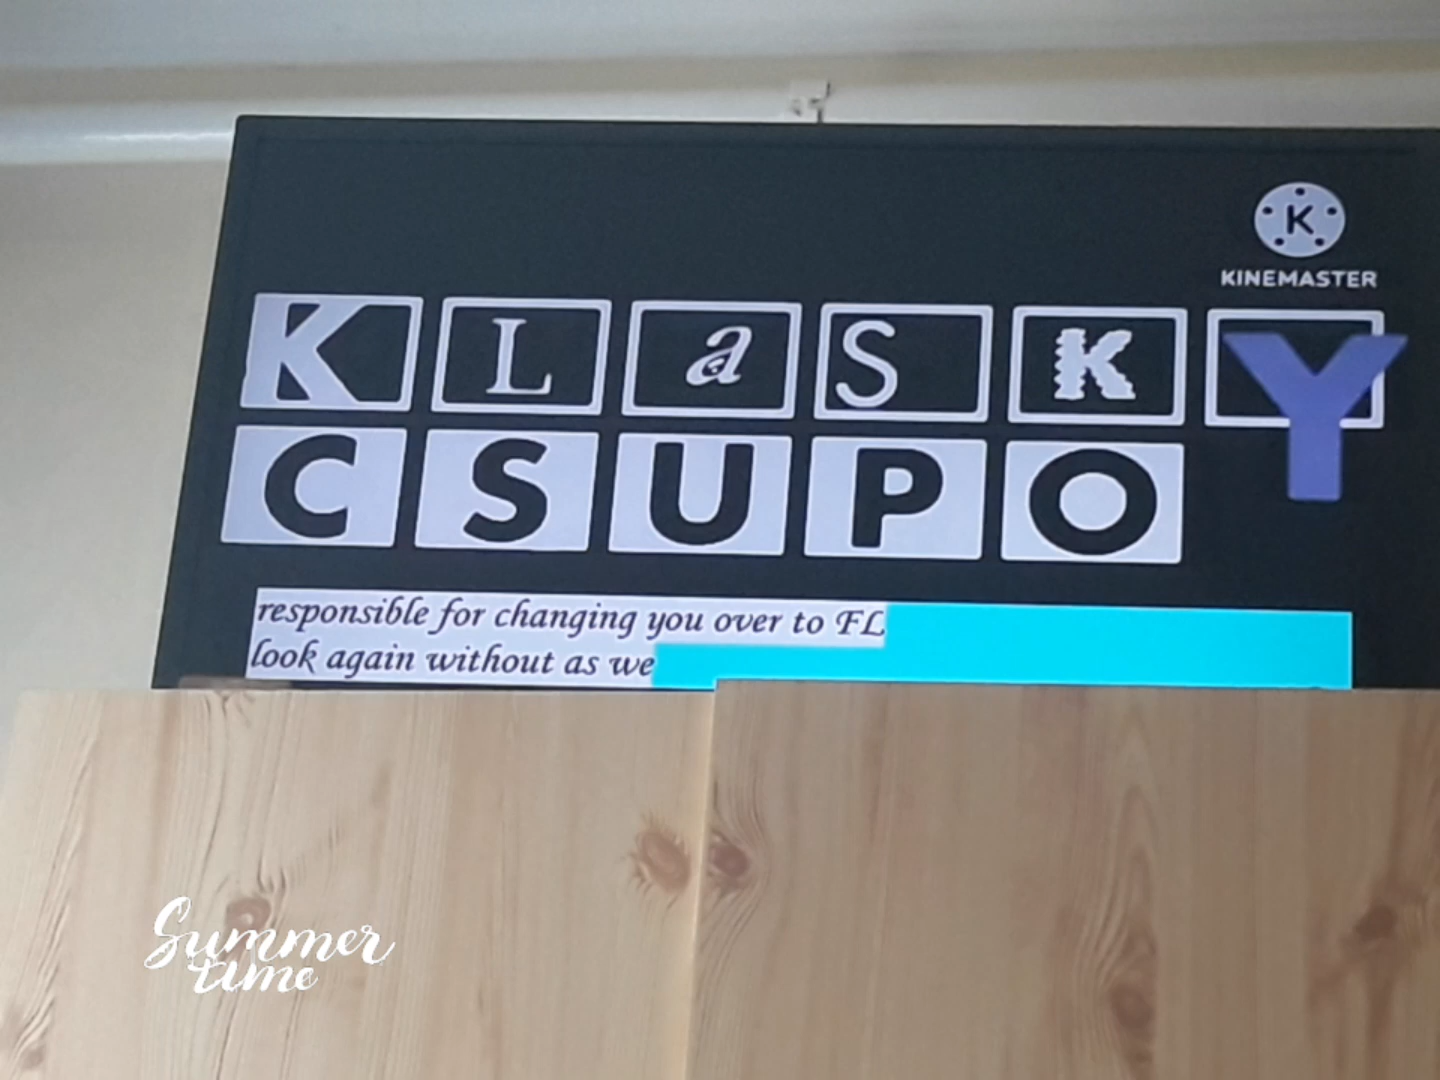 K
KINEMASTER
KLaSKY
CSUPO
responsible for changing you over to FL
look again without as we
Summer
time